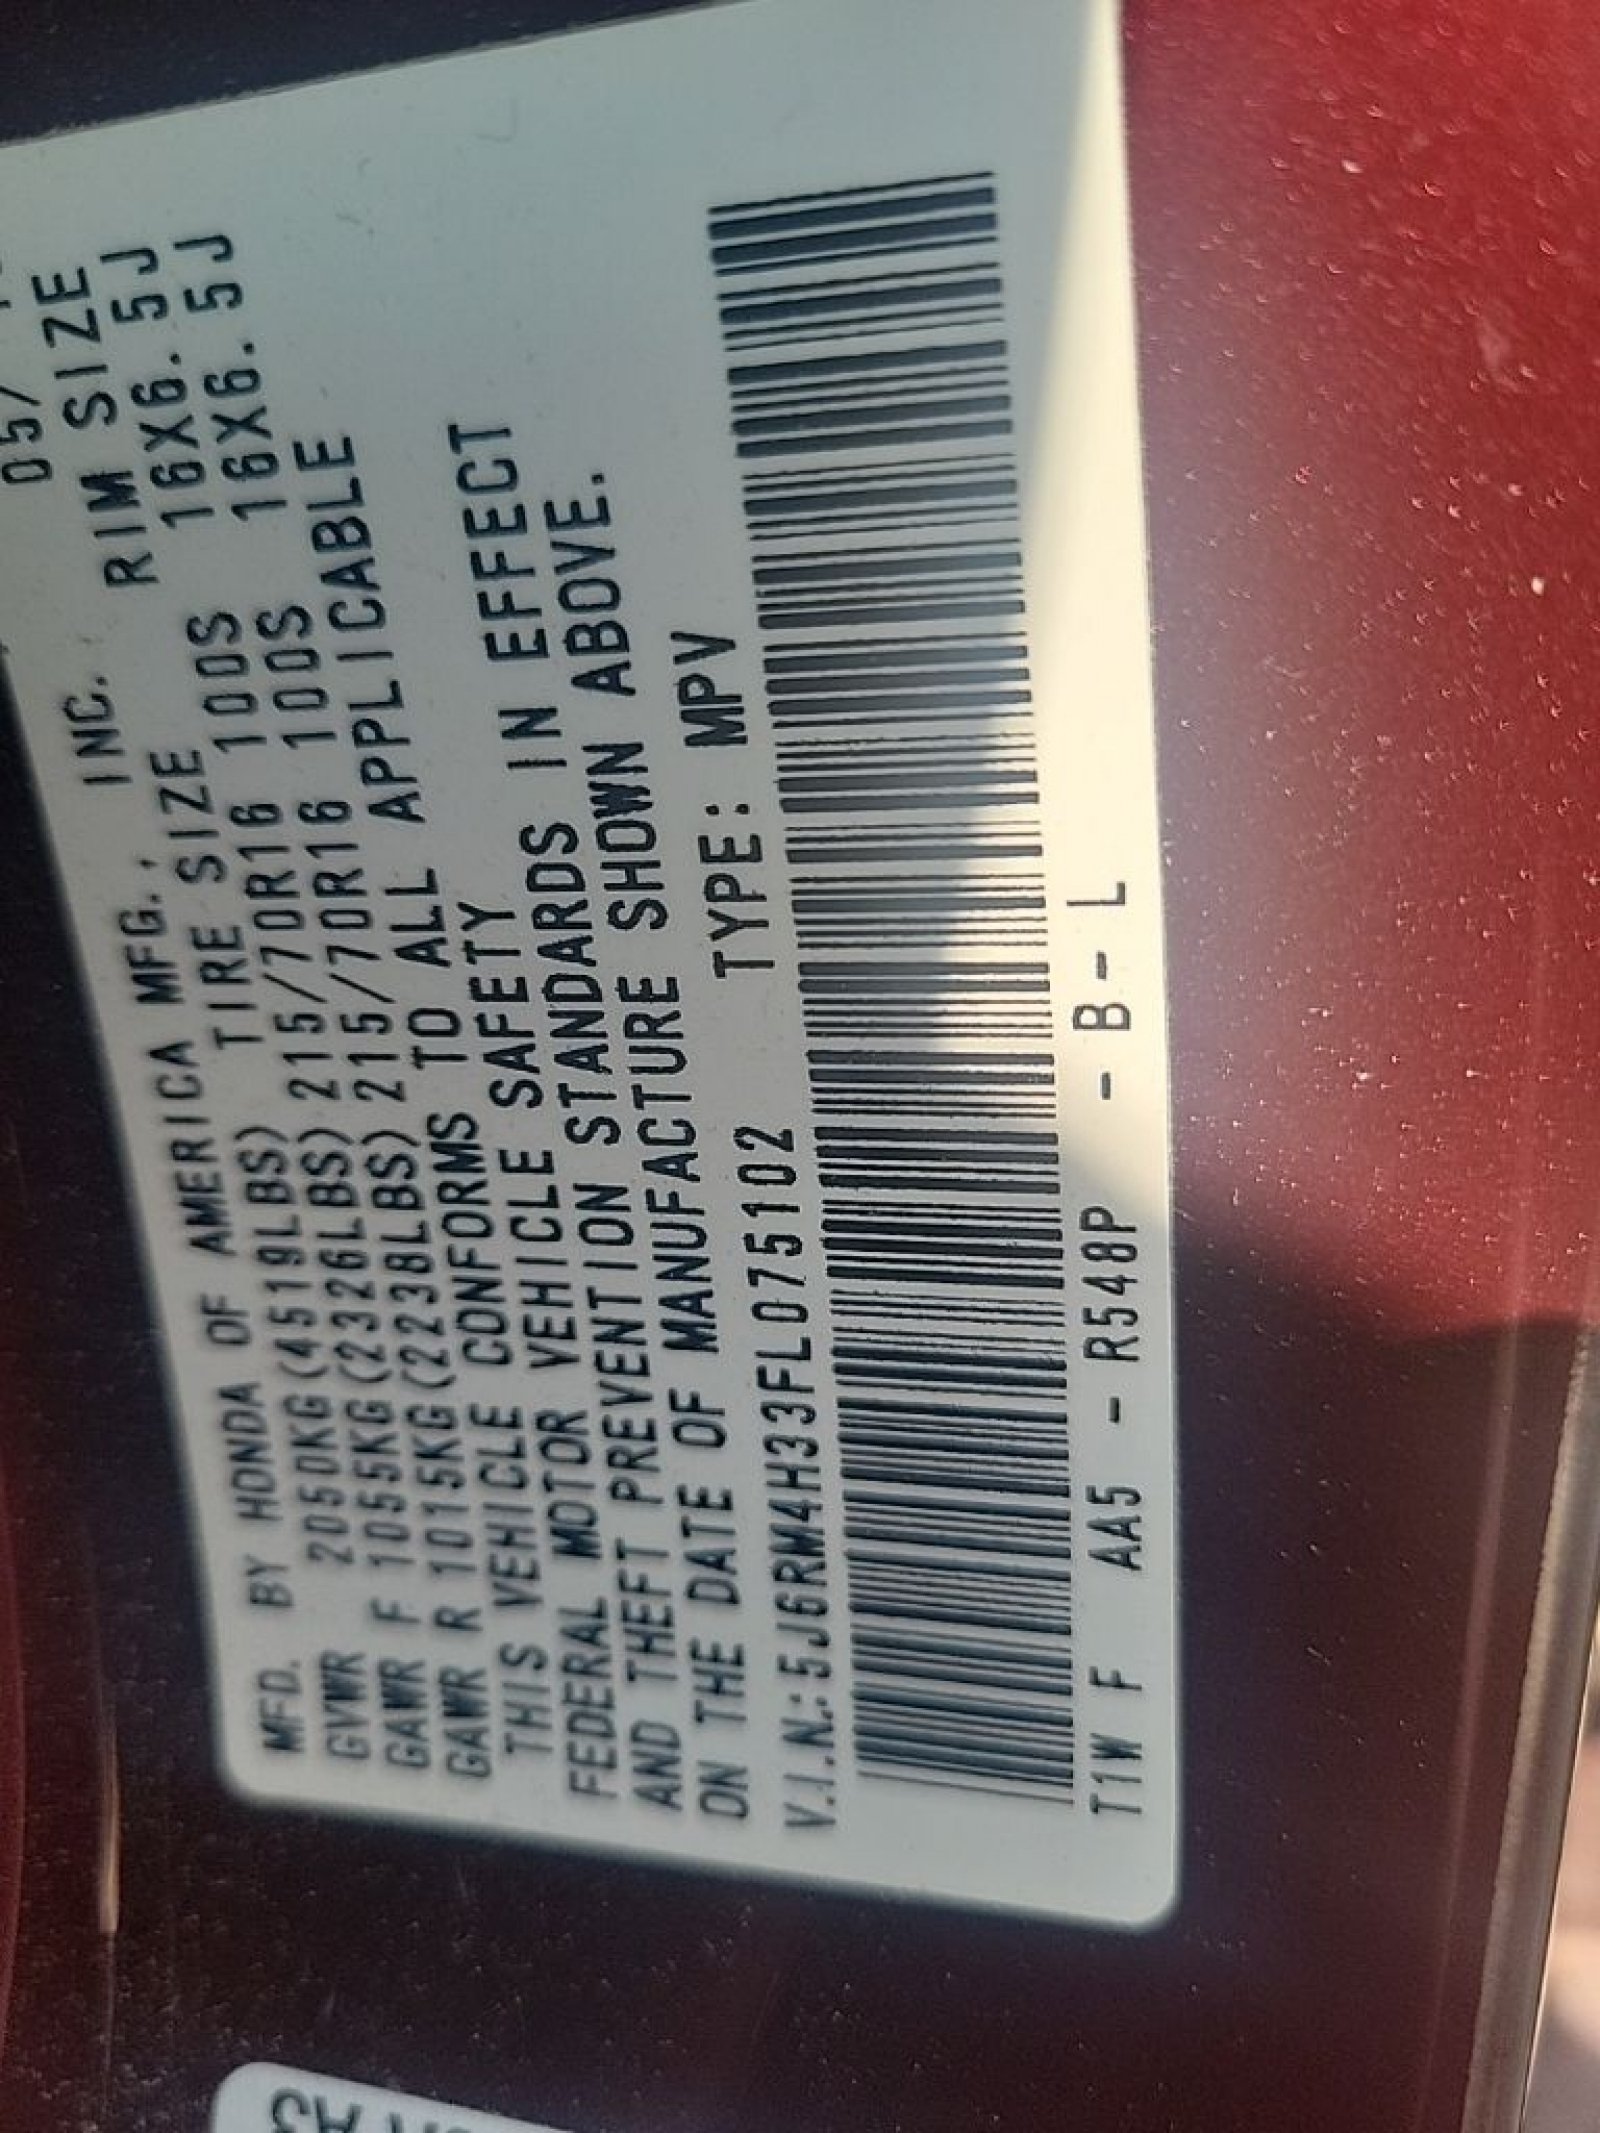 MFD. BY HONDA OF AMERICA MFG., INC. 05/
GVWR 2050KG(4519LBS) TIRE SIZE RIM SIZE
GAWR F 1055KG(2326LBS) 215/70R16 100S 16X6.5J
GAWR R 1015KG(2238LBS) 215/70R16 100S 16X6.5J
THIS VEHICLE CONFORMS TO ALL APPLICABLE
FEDERAL MOTOR VEHICLE SAFETY
AND THEFT PREVENTION STANDARDS IN EFFECT
ON THE DATE OF MANUFACTURE SHOWN ABOVE.
V.I.N.:5J6RM4H33FL075102 TYPE: MPV
T1W F AA5 - R548P - B- L